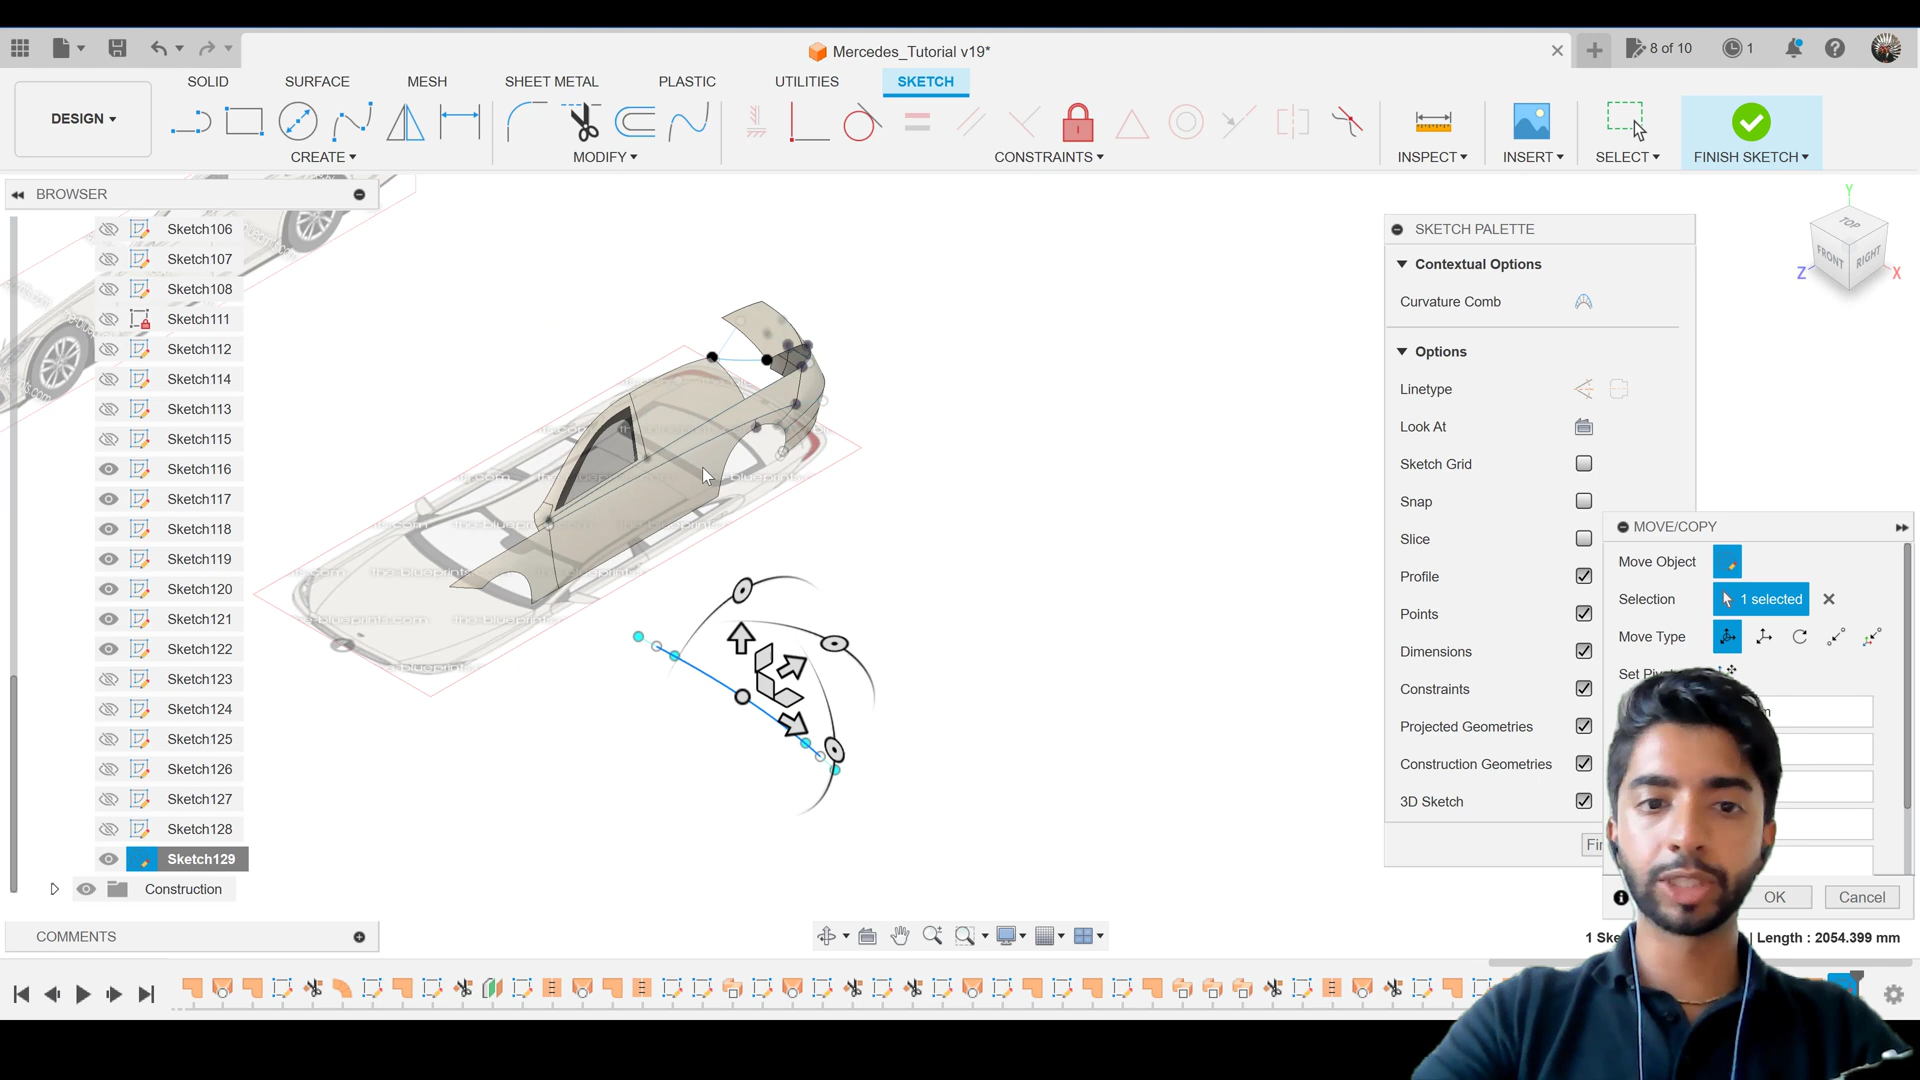 Mercedes_Tutorial v19*
8 of 10
1
SOLID
SURFACE
MESH
SHEET METAL
PLASTIC
UTILITIES
SKETCH
DESIGN
CREATE
MODIFY
CONSTRAINTS
INSPECT
INSERT
SELECT
FINISH SKETCH
BROWSER
Sketch106
Sketch107
Sketch108
Sketch111
Sketch112
Sketch114
Sketch113
Sketch115
Sketch116
Sketch117
Sketch118
Sketch119
Sketch120
Sketch121
Sketch122
Sketch123
Sketch124
Sketch125
Sketch126
Sketch127
Sketch128
Sketch129
Construction
COMMENTS
SKETCH PALETTE
Contextual Options
Curvature Comb
Options
Linetype
Look At
Sketch Grid
Snap
Slice
Profile
Points
Dimensions
Constraints
Projected Geometries
Construction Geometries
3D Sketch
TOP
FRONT
RIGHT
Y
Z
X
MOVE/COPY
Move Object
Selection
1 selected
Move Type
OK
Cancel
Length : 2054.399 mm